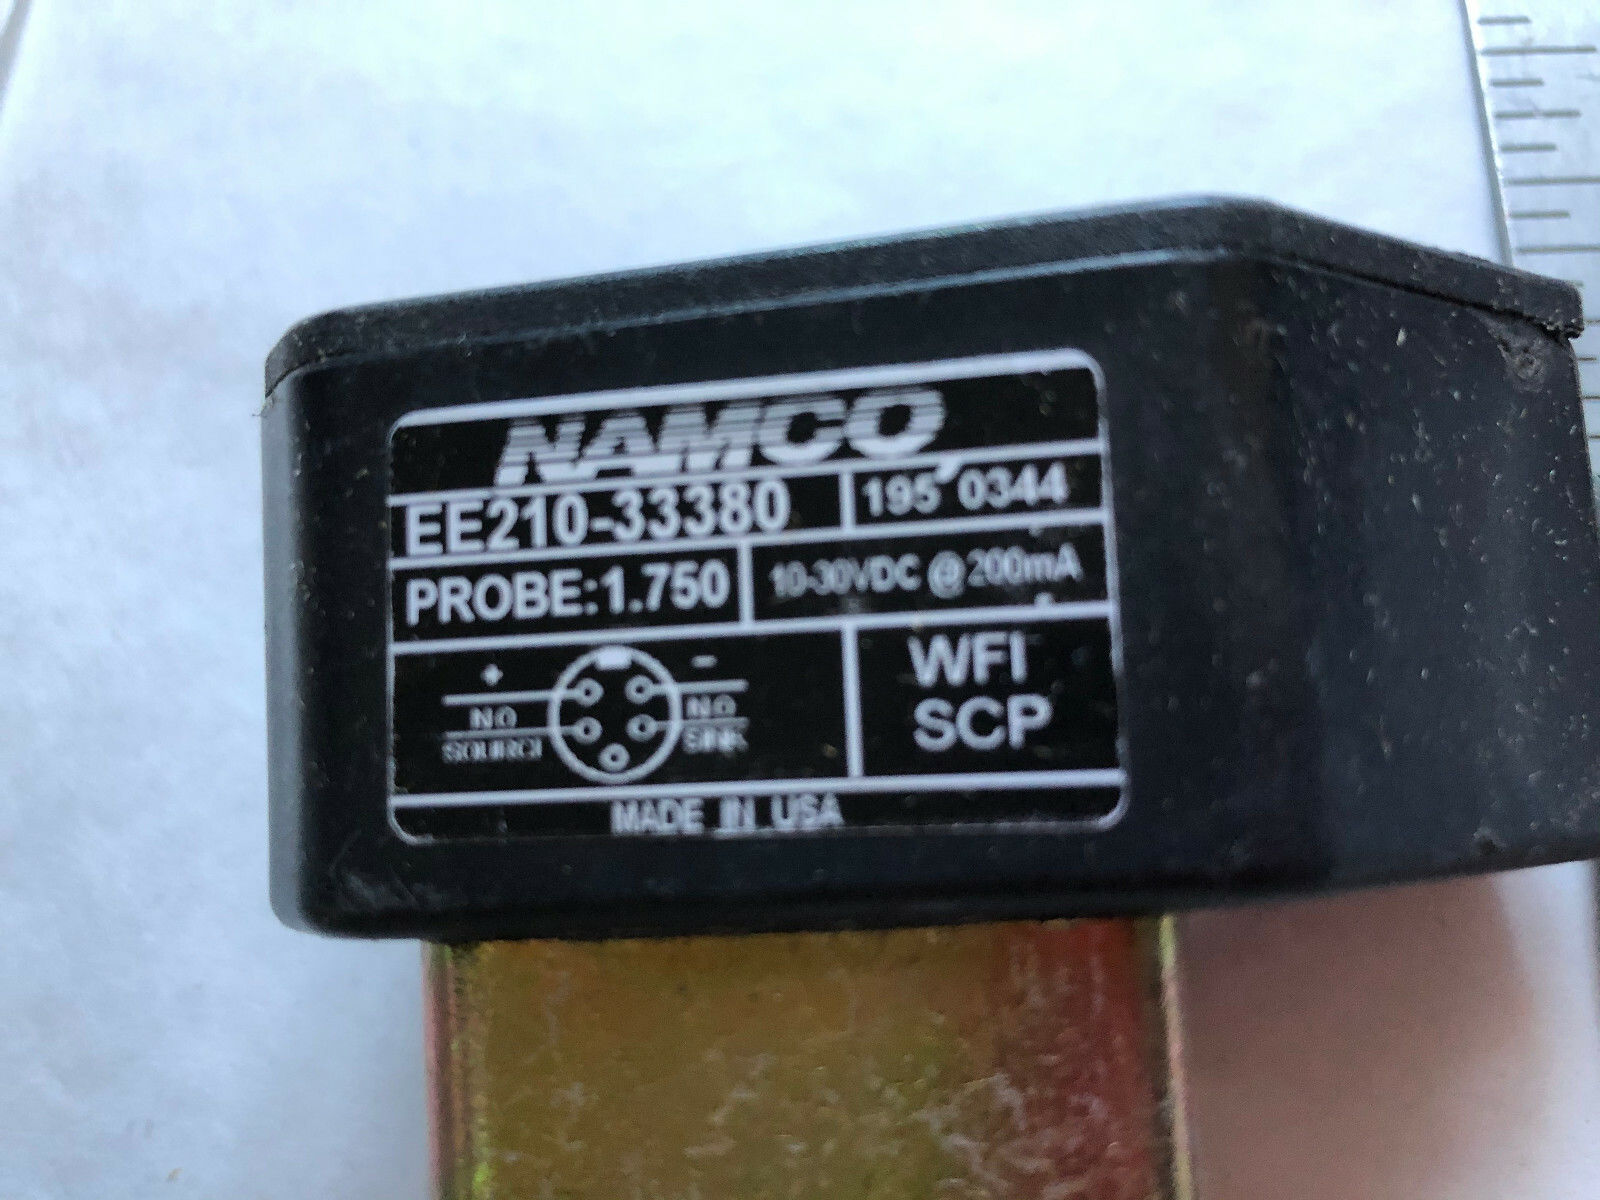 NAMCO
EE210-33380 195 0344
PROBE:1.750 10-30VDC @ 200mA
+ -
NO NO
SOURCE SINK
WFI
SCP
MADE IN USA